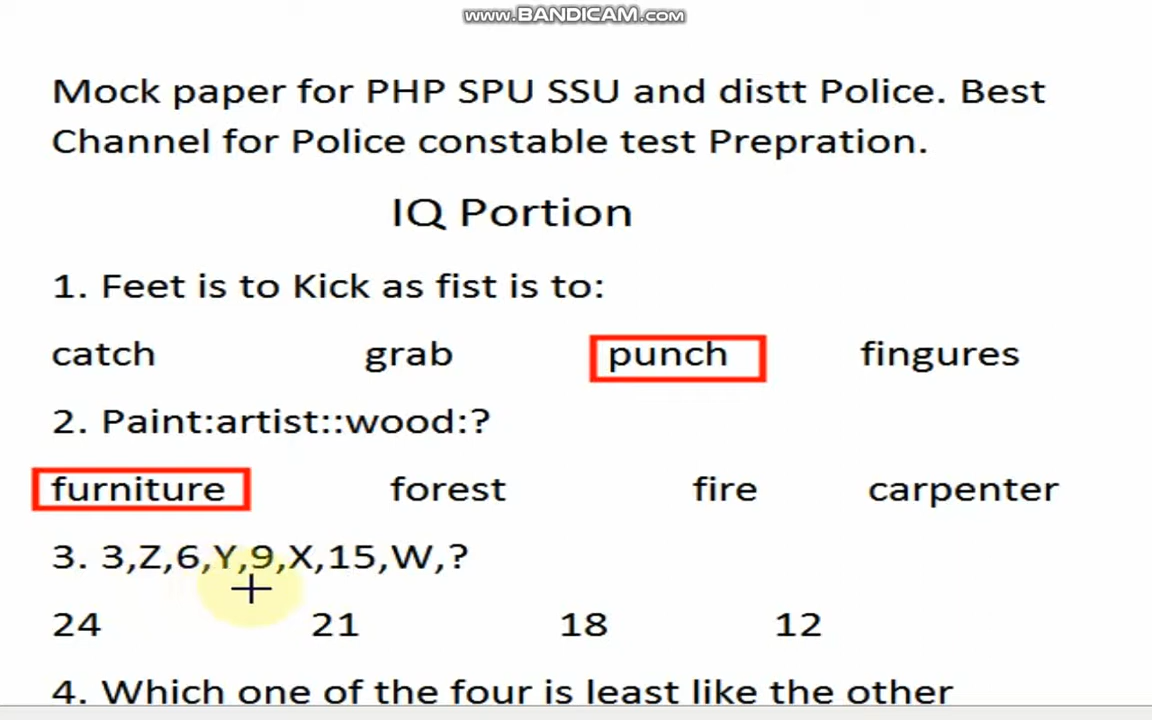 www.BANDICAM.com
Mock paper for PHP SPU SSU and distt Police. Best
Channel for Police constable test Prepration.
IQ Portion
1. Feet is to Kick as fist is to:
catch grab punch fingures
2. Paint:artist::wood:?
furniture forest fire carpenter
3. 3,Z,6,Y,9,X,15,W,?
24 21 18 12
4. Which one of the four is least like the other